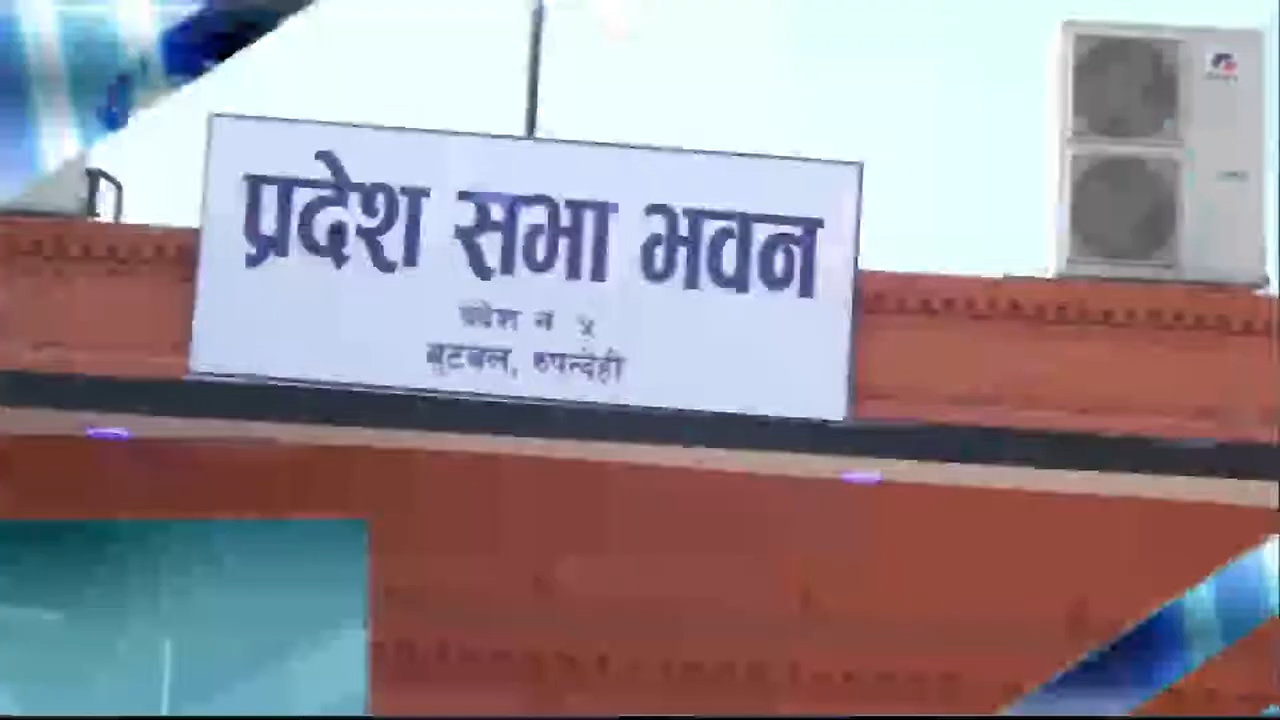 प्रदेश सभा भवन
प्रदेश नं ५
बुटवल, रुपन्देही